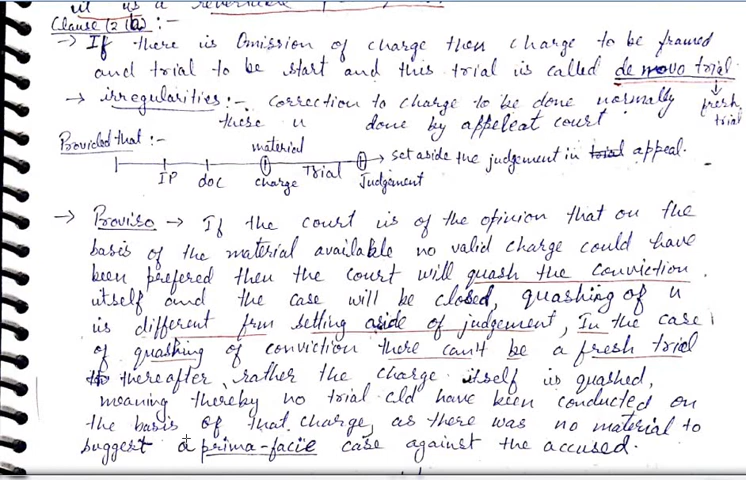 it is a
Clause (2)(a) :-
→ If there is Omission of charge then charge to be framed
and trial to be start and this trial is called de novo trial.
→ irregularities:- correction to charge to be done normally
fresh trial
these u done by appeleat court
Provided that :- material
→ set aside the judgement in trial appeal.
IP doc charge Trial Judgement
→ Proviso → If the court is of the opinion that on the
basis of the material available no valid charge could have
been prefered then the court will quash the conviction.
itself and the case will be closed, quashing of u
is different frm setting aside of judgement, In the case
of quashing of conviction there can't be a fresh trial
thereafter, rather the charge itself is quashed,
meaning thereby no trial cld have been conducted on
the basis of that charge, as there was no material to
suggest a prima-facie case against the accused.